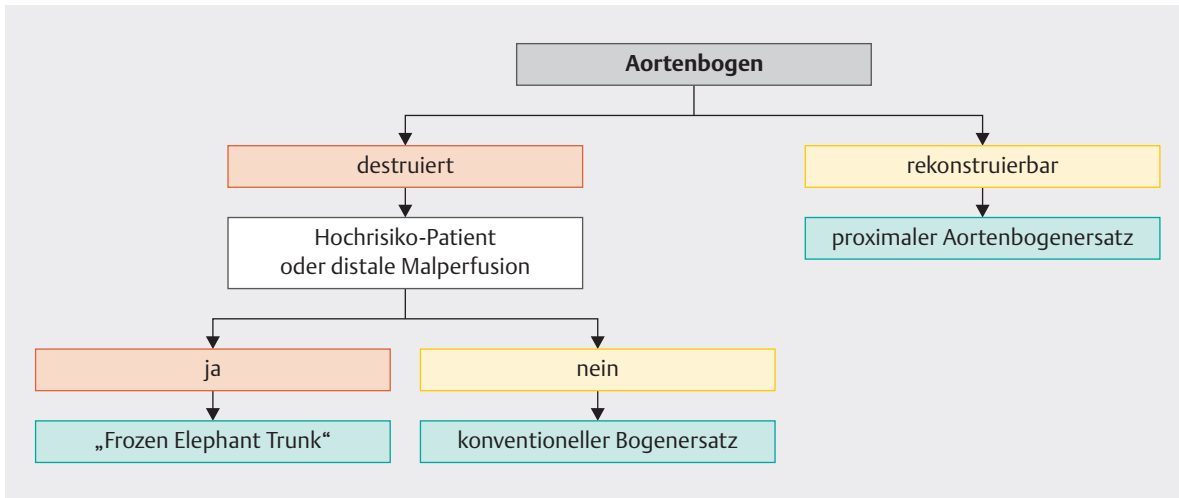 Aortenbogen
destruiert
rekonstruierbar
Hochrisiko-Patient
oder distale Malperfusion
proximaler Aortenbogenersatz
ja
nein
„Frozen Elephant Trunk“
konventioneller Bogenersatz